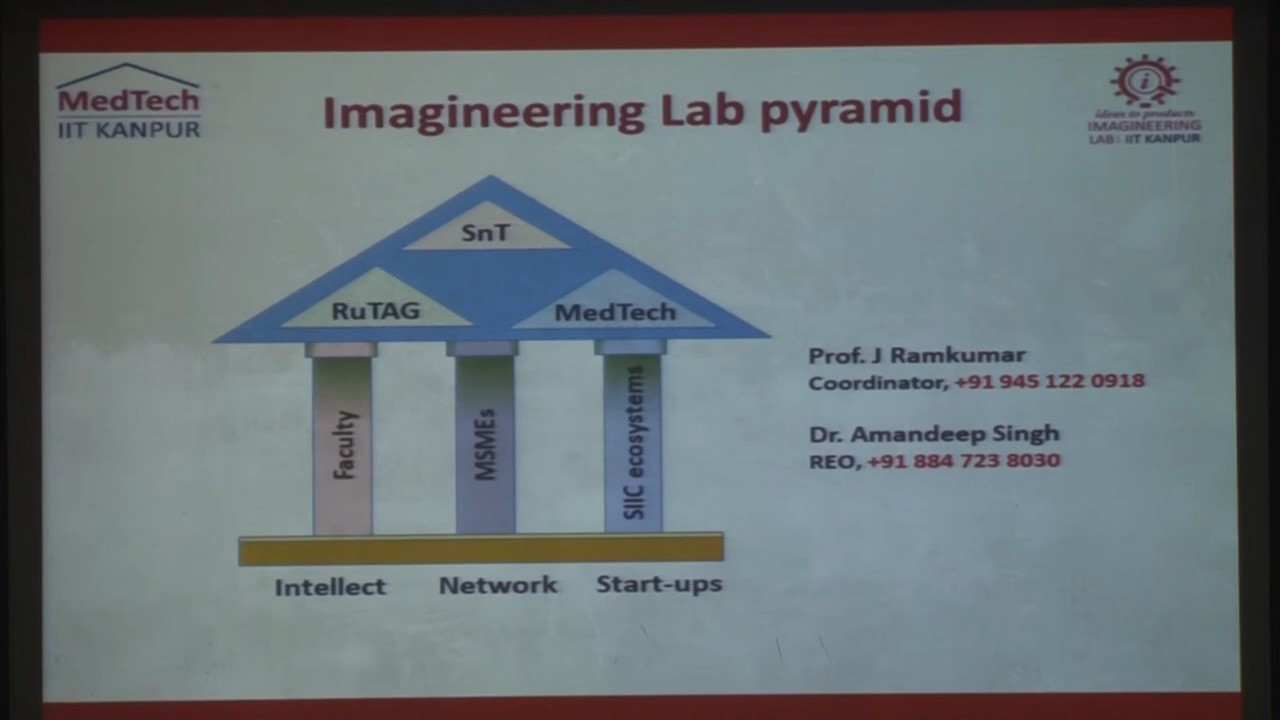 MedTech
IIT KANPUR
Imagineering Lab pyramid
i
ideas to products
IMAGINEERING
LAB: IIT KANPUR
SnT
RuTAG
MedTech
Faculty
MSMEs
SIIC ecosystems
Intellect
Network
Start-ups
Prof. J Ramkumar
Coordinator, +91 945 122 0918
Dr. Amandeep Singh
REO, +91 884 723 8030